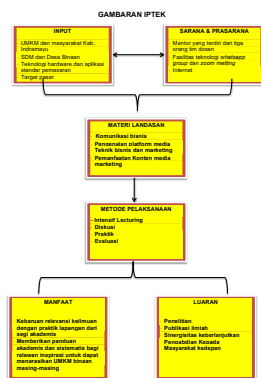 GAMBARAN IPTEK
INPUT
- UMKM dan masyarakat Kab.
Indramayu
- SDM dan Desa Binaan
- Teknologi hardware dan aplikasi
standar pemasaran
- Target pasar
SARANA & PRASARANA
- Mentor yang terdiri dari tiga
orang tim dosen
- Fasilitas teknologi whatsapp
group dan zoom metting
- Internet
MATERI LANDASAN
Komunikasi bisnis
Pengenalan platform media
Teknik bisnis dan marketing
Pemanfaatan Konten media
marketing
METODE PELAKSANAAN
- Intensif Lecturing
Diskusi
Praktik
Evaluasi
MANFAAT
Kebaruan relevansi keilmuan
dengan praktik lapangan dari
segi akademis
Memberikan panduan
akademis dan sistematis bagi
relawan inspirasi untuk dapat
menarasikan UMKM binaan
masing-masing
LUARAN
Penelitian
Publikasi ilmiah
Sinergisitas keberlanjutkan
Pengabdian Kepada
Masyarakat kedepan